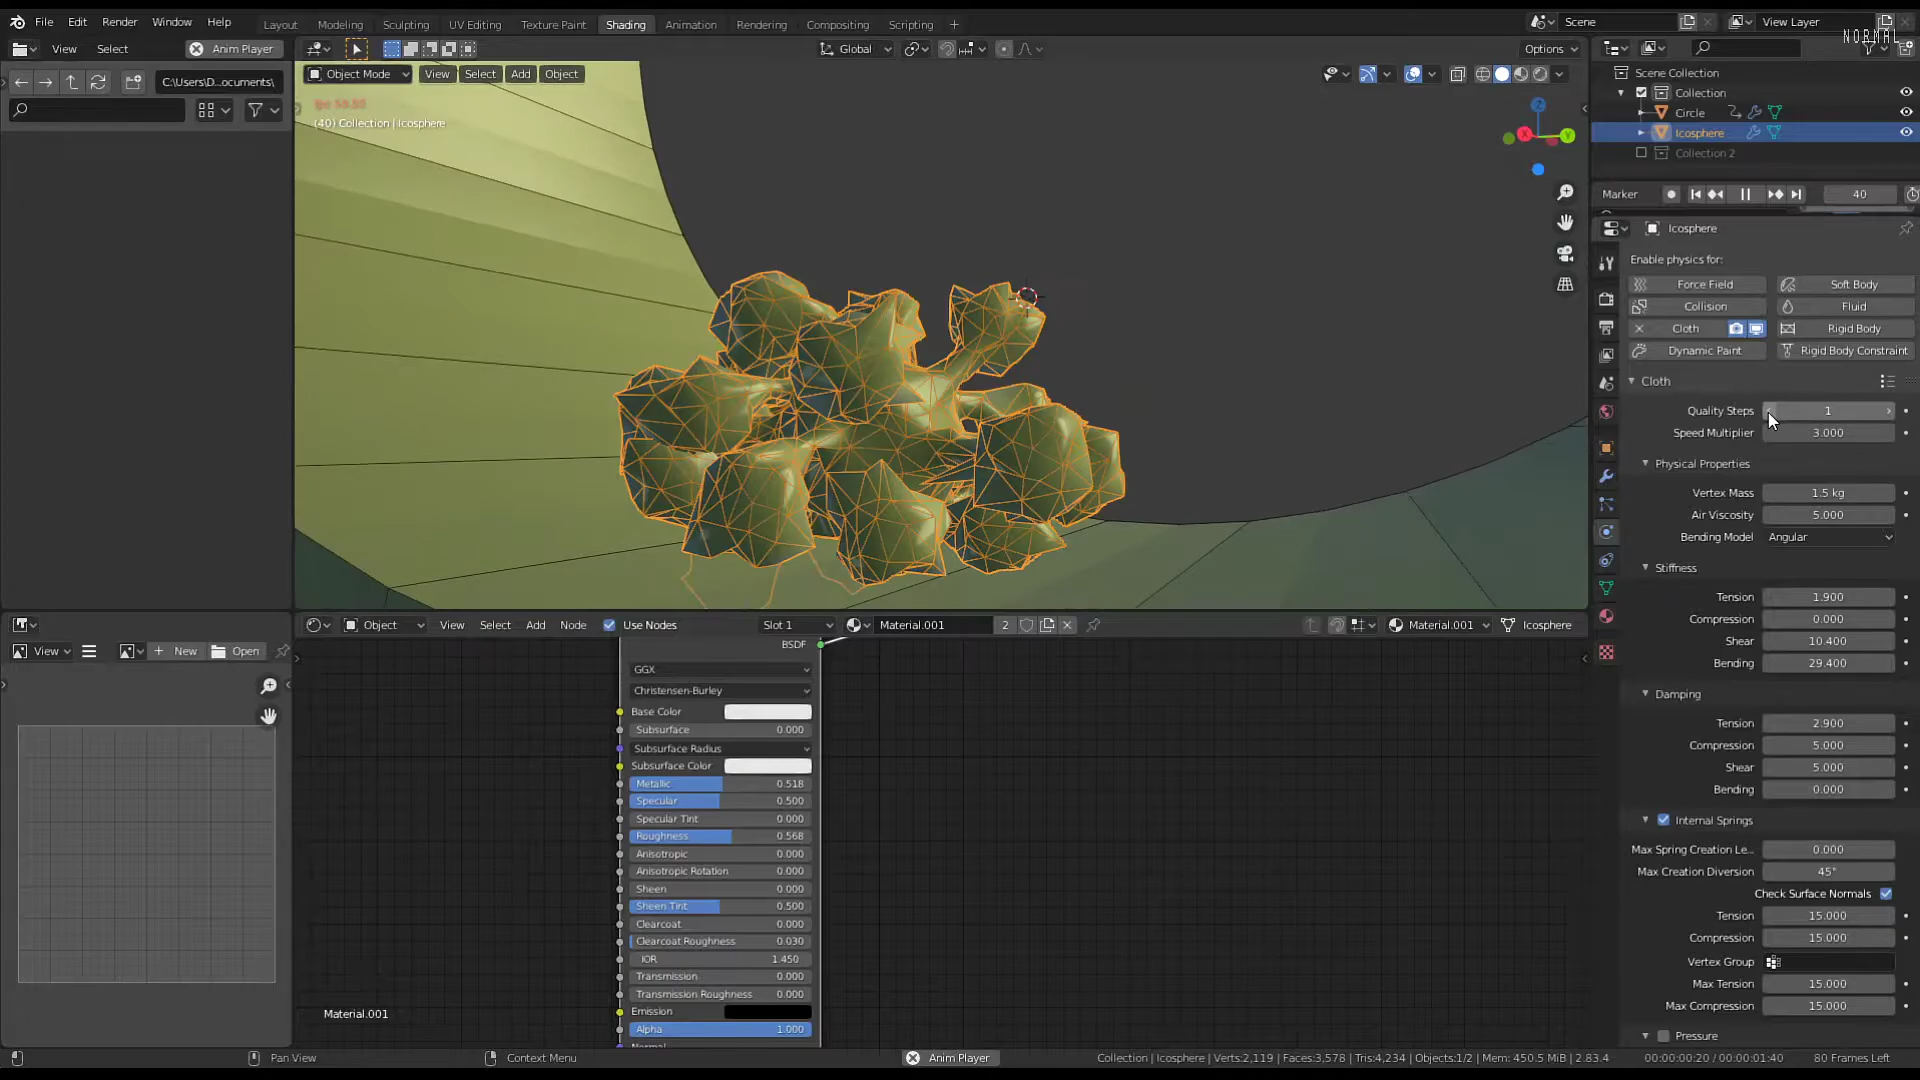 File Edit Render Window Help Layout Modeling Sculpting UV Editing Texture Paint Shading Animation Rendering Compositing Scripting + Scene View Layer
NORMAL
View Select Anim Player Global Options
C:\Users\D...ocuments\ Object Mode View Select Add Object
(40) Collection | Icosphere
Scene Collection
Collection
Circle
Icosphere
Collection 2
Marker 40
Icosphere
Enable physics for:
Force Field Soft Body
Collision Fluid
Cloth Rigid Body
Dynamic Paint Rigid Body Constraint
Cloth
Quality Steps 1
Speed Multiplier 3.000
Physical Properties
Vertex Mass 1.5 kg
Air Viscosity 5.000
Bending Model Angular
Stiffness
Tension 1.900
Compression 0.000
Shear 10.400
Bending 29.400
Damping
Tension 2.900
Compression 5.000
Shear 5.000
Bending 0.000
Internal Springs
Max Spring Creation Le... 0.000
Max Creation Diversion 45°
Check Surface Normals
Tension 15.000
Compression 15.000
Vertex Group
Max Tension 15.000
Max Compression 15.000
Pressure
View New Open
Object View Select Add Node Use Nodes Slot 1 Material.001 2 Material.001 Icosphere
BSDF
GGX
Christensen-Burley
Base Color
Subsurface 0.000
Subsurface Radius
Subsurface Color
Metallic 0.518
Specular 0.500
Specular Tint 0.000
Roughness 0.568
Anisotropic 0.000
Anisotropic Rotation 0.000
Sheen 0.000
Sheen Tint 0.500
Clearcoat 0.000
Clearcoat Roughness 0.030
IOR 1.450
Transmission 0.000
Transmission Roughness 0.000
Emission
Alpha 1.000
Normal
Material.001
Pan View Context Menu Anim Player Collection | Icosphere | Verts:2,119 | Faces:3,578 | Tris:4,234 | Objects:1/2 | Mem: 450.5 MiB | 2.83.4 00:00:00:20 / 00:00:01:40 80 Frames Left